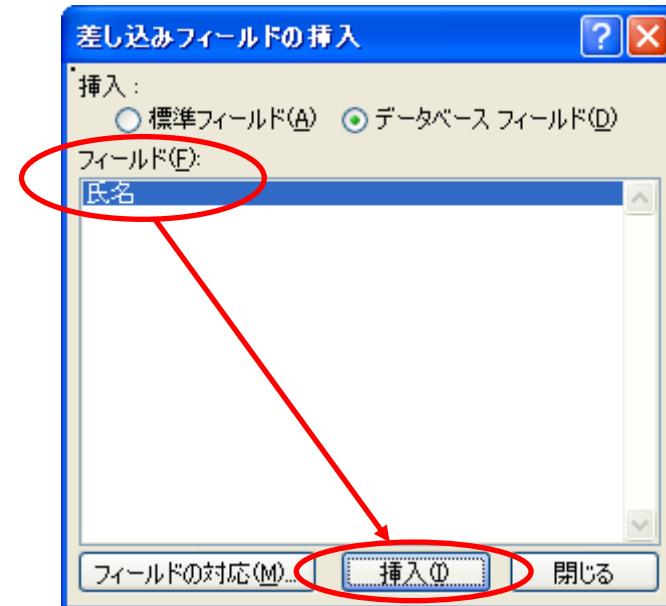 差し込みフィールドの挿入
挿入:
標準フィールド(A) データベース フィールド(D)
フィールド(F):
氏名
フィールドの対応(M)... 挿入(I) 閉じる